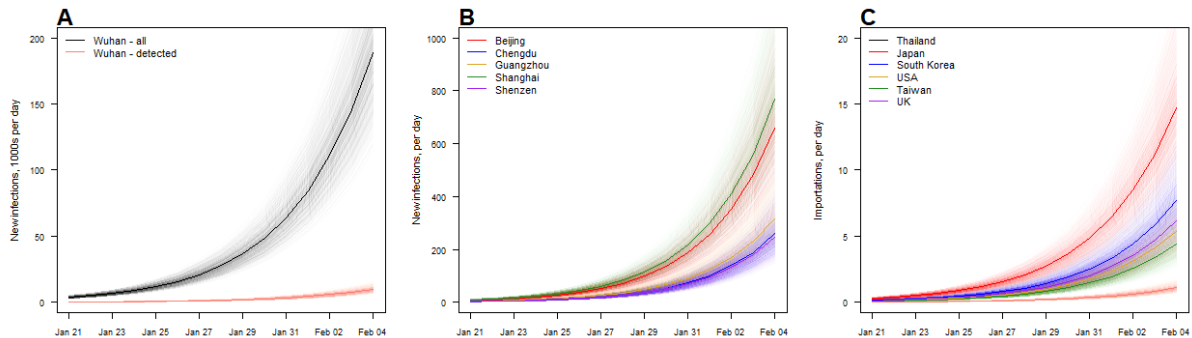 A
Wuhan - all
Wuhan - detected
New infections, 1000s per day
200
150
100
50
0
Jan 21 Jan 23 Jan 25 Jan 27 Jan 29 Jan 31 Feb 02 Feb 04
B
Beijing
Chengdu
Guangzhou
Shanghai
Shenzen
New infections, per day
1000
800
600
400
200
0
Jan 21 Jan 23 Jan 25 Jan 27 Jan 29 Jan 31 Feb 02 Feb 04
C
Thailand
Japan
South Korea
USA
Taiwan
UK
Importations, per day
20
15
10
5
0
Jan 21 Jan 23 Jan 25 Jan 27 Jan 29 Jan 31 Feb 02 Feb 04